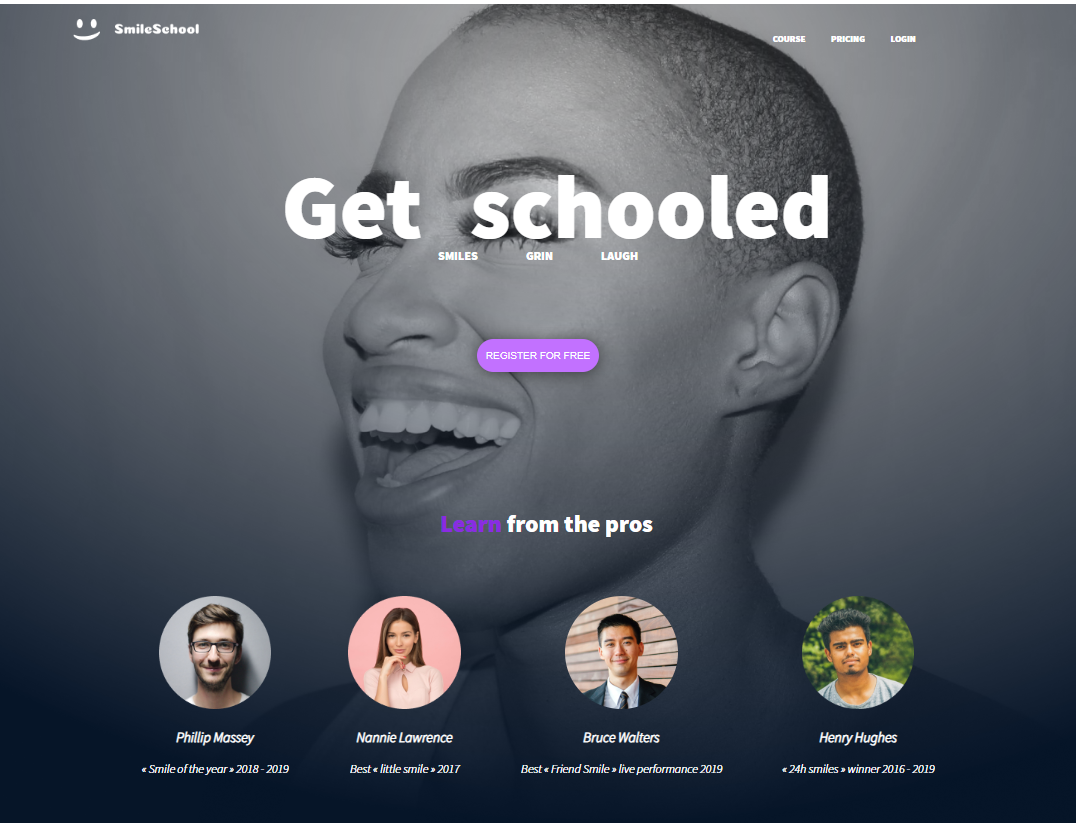 SmileSchool
COURSE PRICING LOGIN
Get schooled
SMILES GRIN LAUGH
REGISTER FOR FREE
Learn from the pros
Phillip Massey Nannie Lawrence Bruce Walters Henry Hughes
« Smile of the year » 2018 - 2019 Best « little smile » 2017 Best « Friend Smile » live performance 2019 « 24h smiles » winner 2016 - 2019